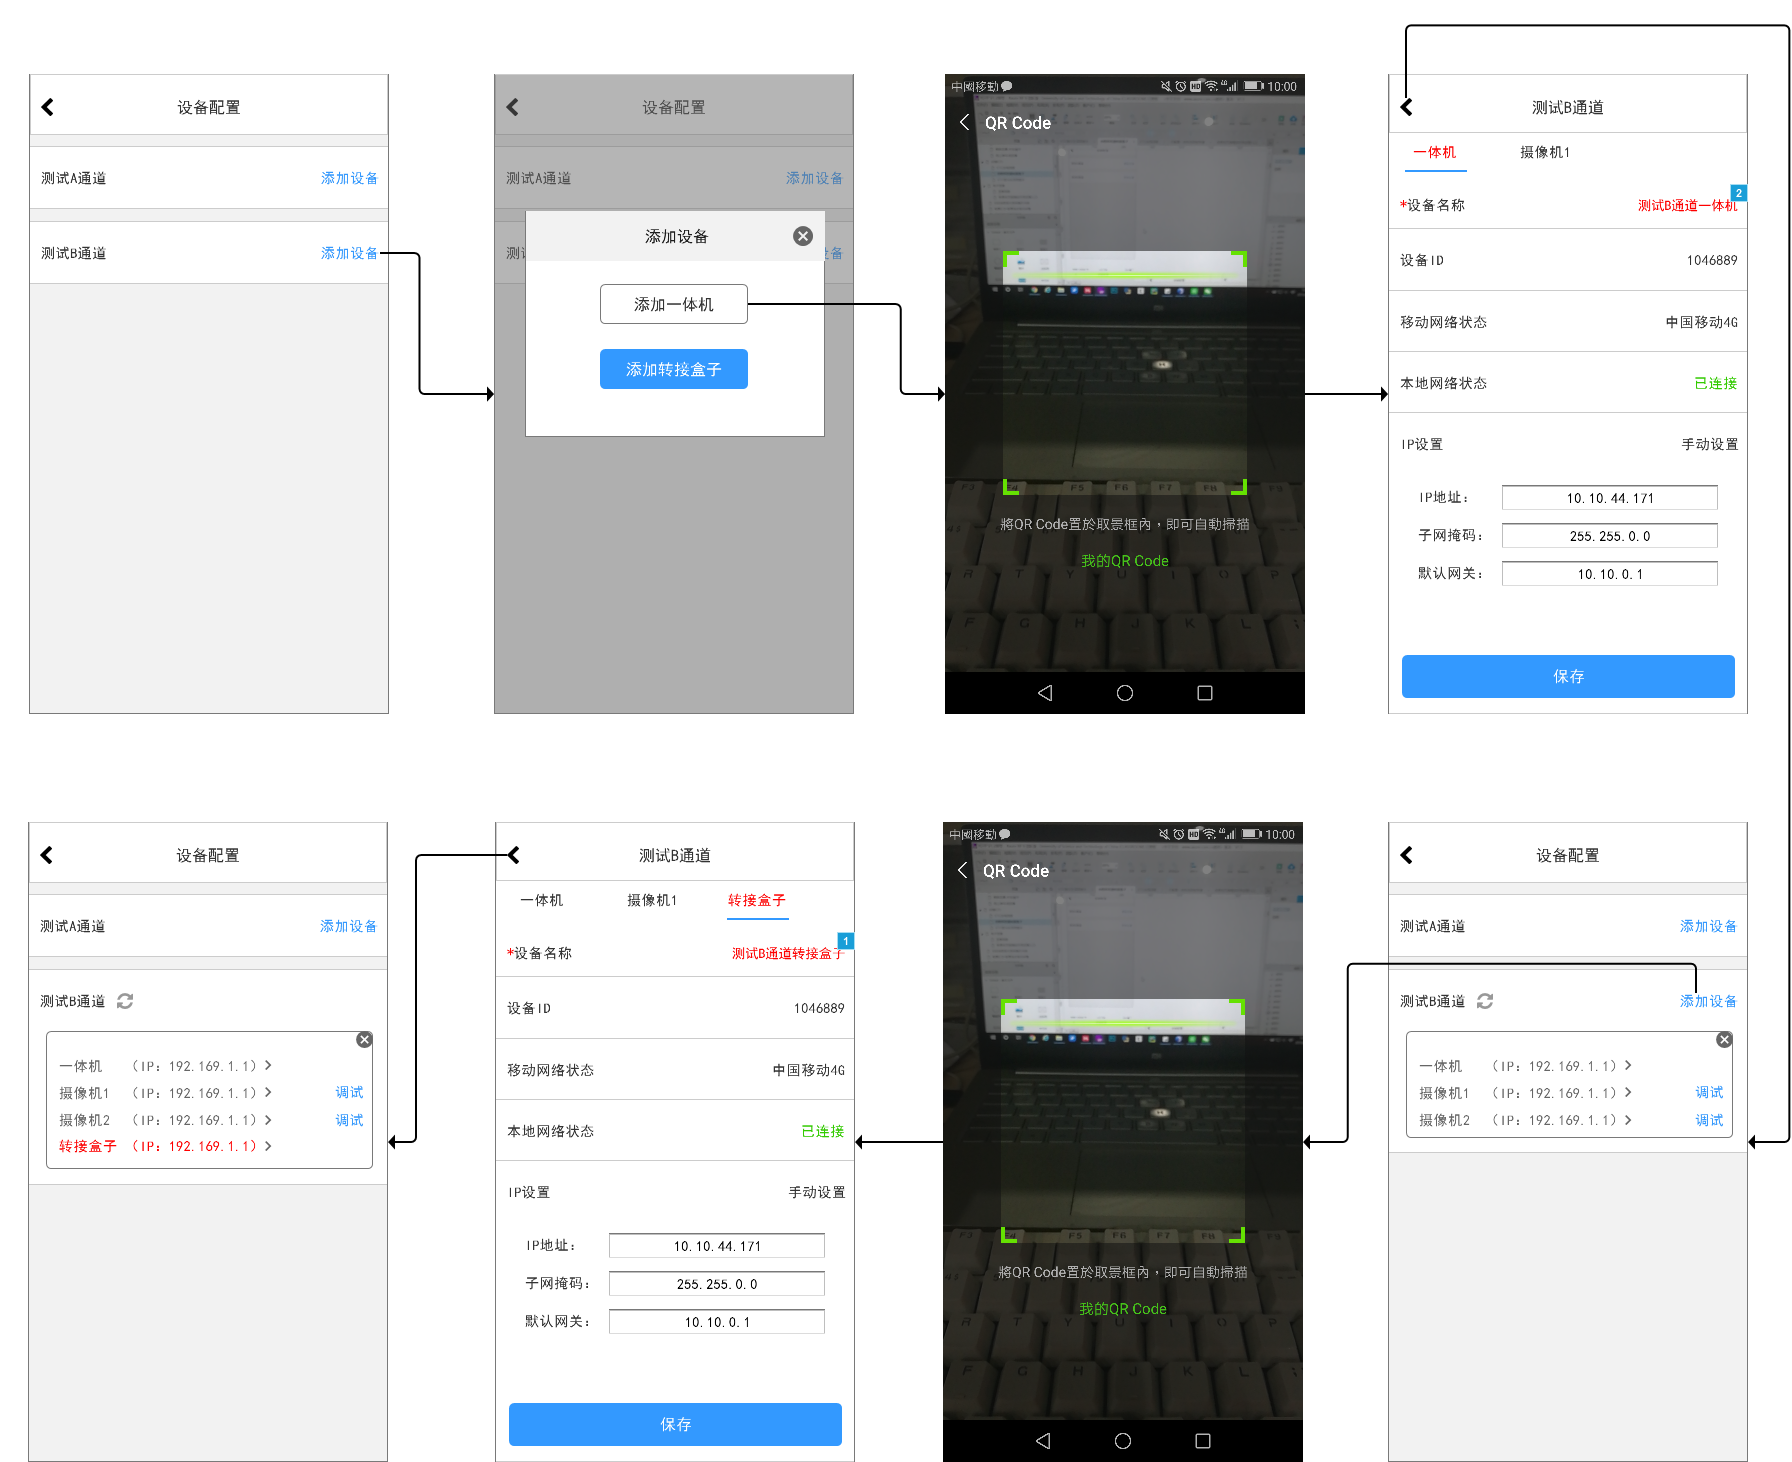 设备配置
测试A通道
添加设备
测试B通道
添加设备
设备配置
测试A通道
添加设备
测试
设备
添加设备
添加一体机
添加转接盒子
中國移動
10:00
QR Code
將QR Code置於取景框內，即可自動掃描
我的QR Code
测试B通道
一体机 摄像机1
2
*设备名称 测试B通道一体机
设备ID 1046889
移动网络状态 中国移动4G
本地网络状态 已连接
IP设置 手动设置
IP地址： 10.10.44.171
子网掩码： 255.255.0.0
默认网关： 10.10.0.1
保存
设备配置
测试A通道
添加设备
测试B通道
一体机 （IP：192.169.1.1）
摄像机1 （IP：192.169.1.1） 调试
摄像机2 （IP：192.169.1.1） 调试
转接盒子 （IP：192.169.1.1）
测试B通道
一体机 摄像机1 转接盒子
1
*设备名称 测试B通道转接盒子
设备ID 1046889
移动网络状态 中国移动4G
本地网络状态 已连接
IP设置 手动设置
IP地址： 10.10.44.171
子网掩码： 255.255.0.0
默认网关： 10.10.0.1
保存
中國移動
10:00
QR Code
將QR Code置於取景框內，即可自動掃描
我的QR Code
设备配置
测试A通道
添加设备
测试B通道
添加设备
一体机 （IP：192.169.1.1）
摄像机1 （IP：192.169.1.1） 调试
摄像机2 （IP：192.169.1.1） 调试